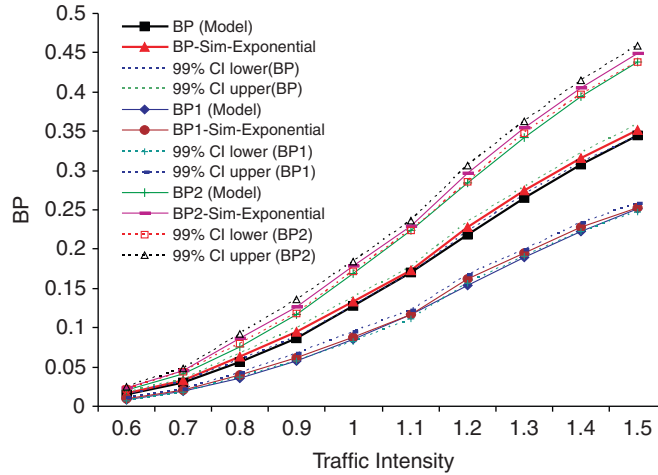 0.5
0.45
0.4
0.35
0.3
0.25
0.2
0.15
0.1
0.05
0
BP
BP (Model)
BP-Sim-Exponential
99% CI lower(BP)
99% CI upper(BP)
BP1 (Model)
BP1-Sim-Exponential
99% CI lower (BP1)
99% CI upper (BP1)
BP2 (Model)
BP2-Sim-Exponential
99% CI lower (BP2)
99% CI upper (BP2)
0.6 0.7 0.8 0.9 1 1.1 1.2 1.3 1.4 1.5
Traffic Intensity